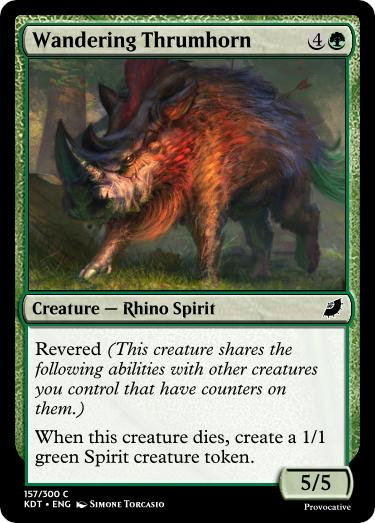 Wandering Thrumhorn 4
Creature — Rhino Spirit
Revered (This creature shares the
following abilities with other creatures
you control that have counters on
them.)
When this creature dies, create a 1/1
green Spirit creature token.
5/5
157/300 C
KDT • ENG Simone Torcasio
Provocative